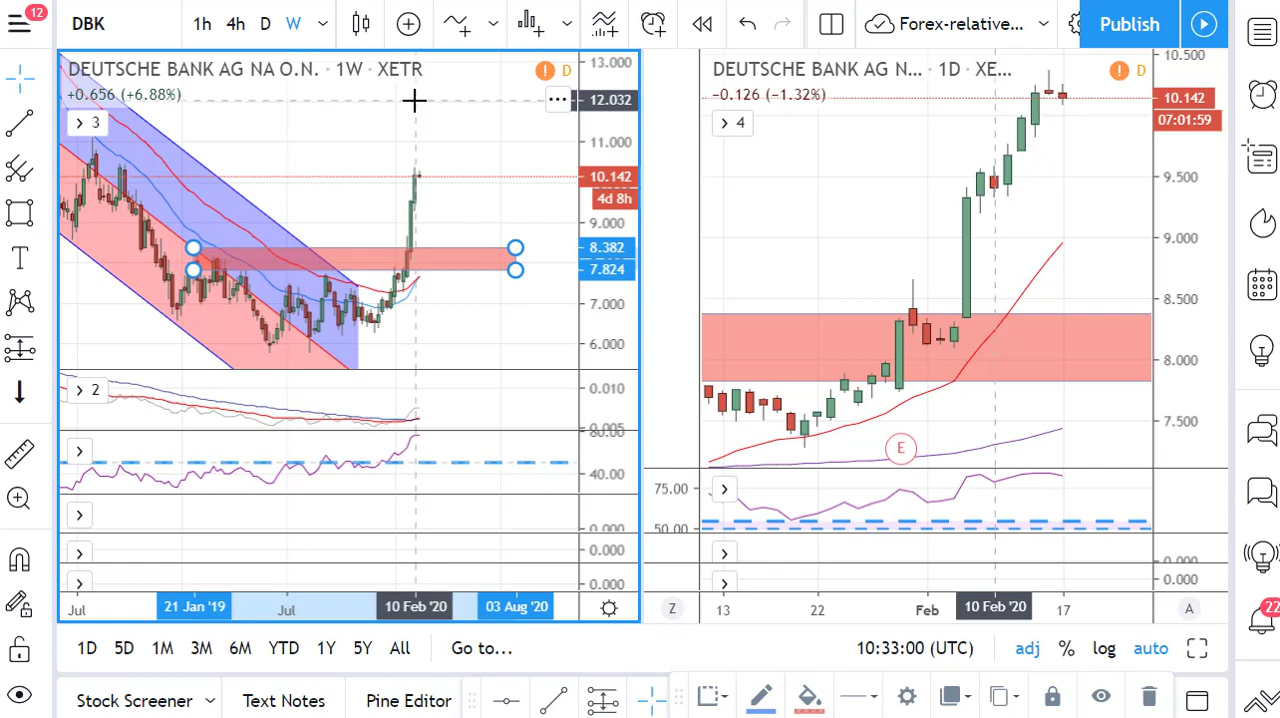 12
DBK
1h 4h D W
Forex-relative...
Publish
DEUTSCHE BANK AG NA O.N. · 1W · XETR
! D
+0.656 (+6.88%)
3
13.000
12.032
11.000
10.142
4d 8h
9.000
8.382
7.824
7.000
6.000
2
0.010
0.005
80.00
40.00
0.000
0.000
0.000
Jul
21 Jan '19
Jul
10 Feb '20
03 Aug '20
DEUTSCHE BANK AG N... · 1D · XE...
! D
−0.126 (−1.32%)
4
10.500
10.142
07:01:59
9.500
9.000
8.500
8.000
7.500
E
75.00
50.00
0.000
0.000
13
22
Feb
10 Feb '20
17
Z
A
1D 5D 1M 3M 6M YTD 1Y 5Y All Go to...
10:33:00 (UTC) adj % log auto
22
Stock Screener
Text Notes
Pine Editor
T